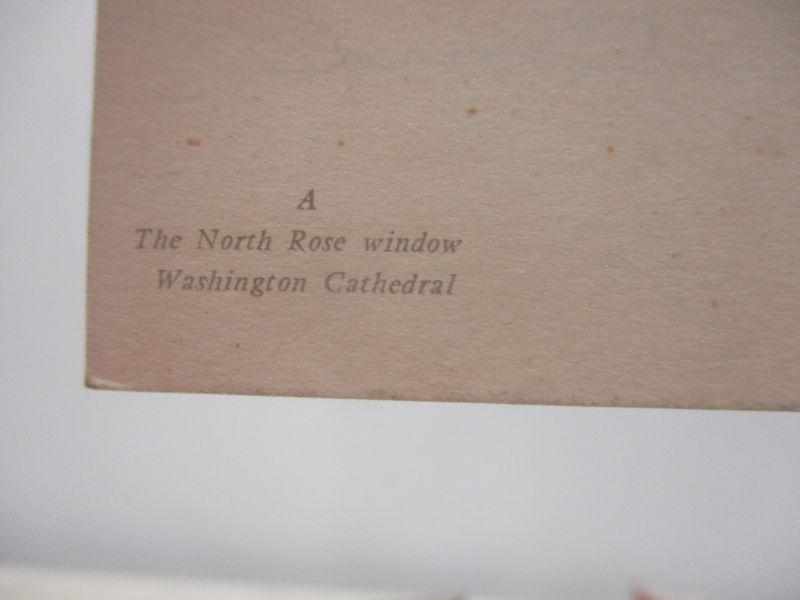 A
The North Rose window
Washington Cathedral